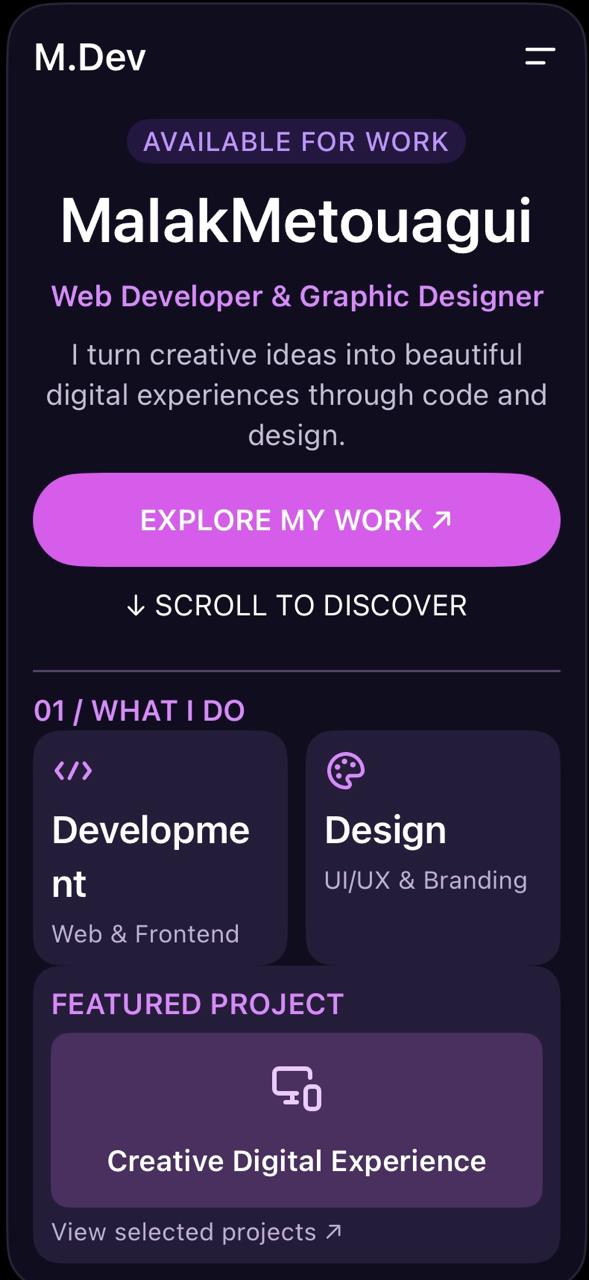 M.Dev
AVAILABLE FOR WORK
MalakMetouagui
Web Developer & Graphic Designer
I turn creative ideas into beautiful
digital experiences through code and
design.
EXPLORE MY WORK ↗
↓ SCROLL TO DISCOVER
01 / WHAT I DO
Developme
nt
Web & Frontend
Design
UI/UX & Branding
FEATURED PROJECT
Creative Digital Experience
View selected projects ↗